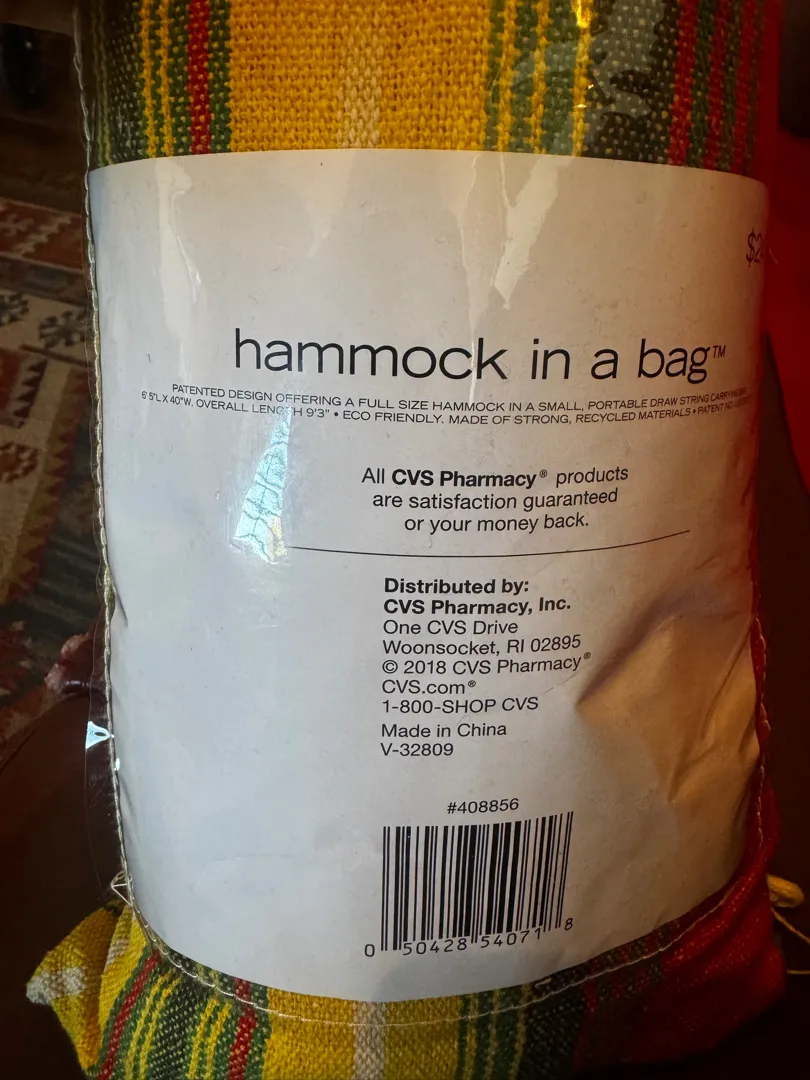 $2
hammock in a bag™
PATENTED DESIGN OFFERING A FULL SIZE HAMMOCK IN A SMALL, PORTABLE DRAW STRING
6'5"L X 40"W. OVERALL LENGTH 9'3" • ECO FRIENDLY. MADE OF STRONG, RECYCLED MATERIALS • PATENT NO.
All CVS Pharmacy® products
are satisfaction guaranteed
or your money back.
Distributed by:
CVS Pharmacy, Inc.
One CVS Drive
Woonsocket, RI 02895
© 2018 CVS Pharmacy®
CVS.com®
1-800-SHOP CVS
Made in China
V-32809
#408856
0 50428 54071 8